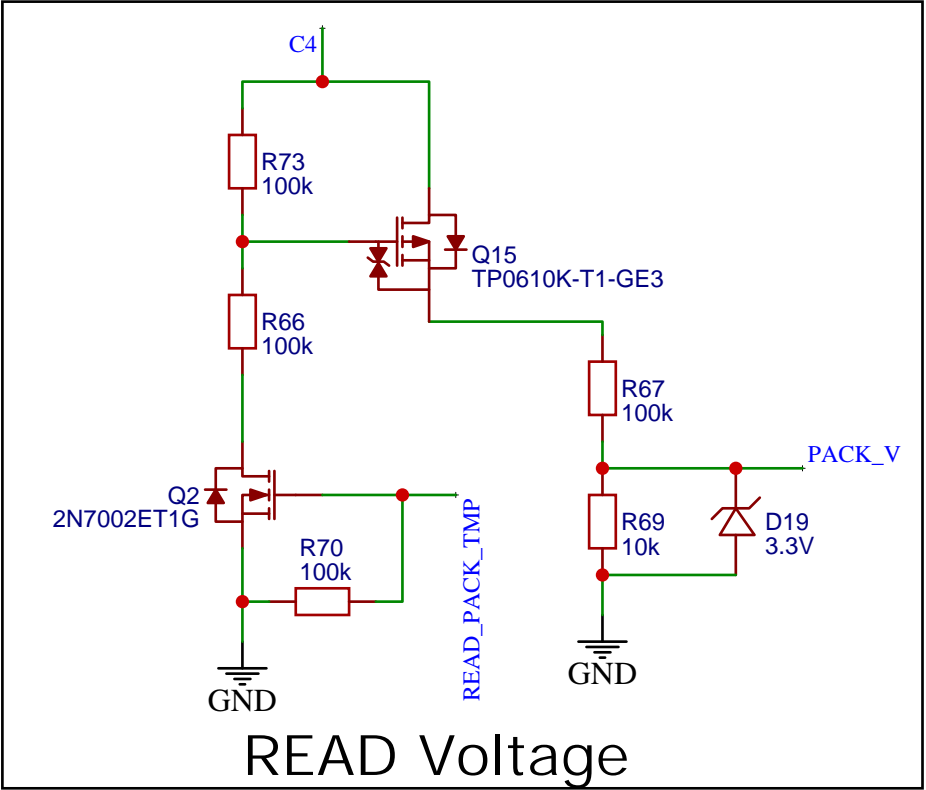 C4
R73
100k
Q15
TP0610K-T1-GE3
R66
100k
R67
100k
PACK_V
Q2
2N7002ET1G
R69
10k
D19
3.3V
R70
100k
READ_PACK_TMP
GND
GND
READ Voltage